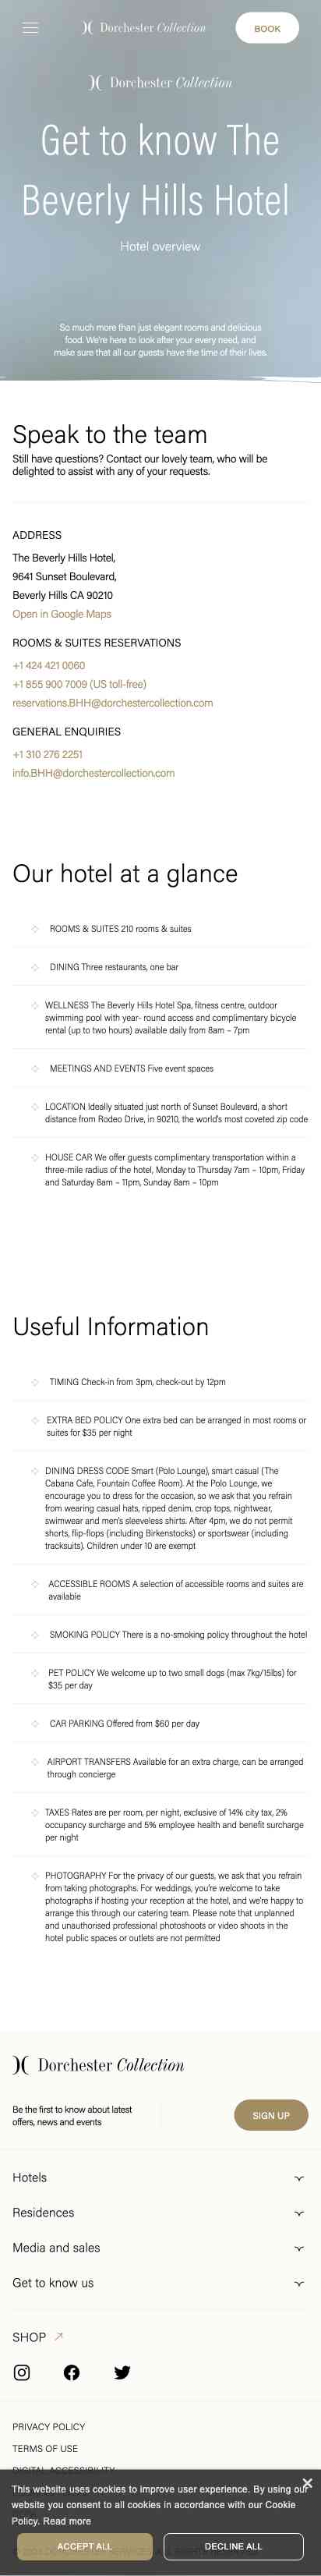 Dorchester Collection
BOOK
Dorchester Collection
Get to know The
Beverly Hills Hotel
Hotel overview
So much more than just elegant rooms and delicious
food. We're here to look after your every need, and
make sure that all our guests have the time of their lives.
Speak to the team
Still have questions? Contact our lovely team, who will be
delighted to assist with any of your requests.
ADDRESS
The Beverly Hills Hotel,
9641 Sunset Boulevard,
Beverly Hills CA 90210
Open in Google Maps
ROOMS & SUITES RESERVATIONS
+1 424 421 0060
+1 855 900 7009 (US toll-free)
reservations.BHH@dorchestercollection.com
GENERAL ENQUIRIES
+1 310 276 2251
info.BHH@dorchestercollection.com
Our hotel at a glance
ROOMS & SUITES 210 rooms & suites
DINING Three restaurants, one bar
WELLNESS The Beverly Hills Hotel Spa, fitness centre, outdoor
swimming pool with year- round access and complimentary bicycle
rental (up to two hours) available daily from 8am – 7pm
MEETINGS AND EVENTS Five event spaces
LOCATION Ideally situated just north of Sunset Boulevard, a short
distance from Rodeo Drive, in 90210, the world's most coveted zip code
HOUSE CAR We offer guests complimentary transportation within a
three-mile radius of the hotel, Monday to Thursday 7am – 10pm, Friday
and Saturday 8am – 11pm, Sunday 8am – 10pm
Useful Information
TIMING Check-in from 3pm, check-out by 12pm
EXTRA BED POLICY One extra bed can be arranged in most rooms or
suites for $35 per night
DINING DRESS CODE Smart (Polo Lounge), smart casual (The
Cabana Cafe, Fountain Coffee Room). At the Polo Lounge, we
encourage you to dress for the occasion, so we ask that you refrain
from wearing casual hats, ripped denim, crop tops, nightwear,
swimwear and men's sleeveless shirts. After 4pm, we do not permit
shorts, flip-flops (including Birkenstocks) or sportswear (including
tracksuits). Children under 10 are exempt
ACCESSIBLE ROOMS A selection of accessible rooms and suites are
available
SMOKING POLICY There is a no-smoking policy throughout the hotel
PET POLICY We welcome up to two small dogs (max 7kg/15lbs) for
$35 per day
CAR PARKING Offered from $60 per day
AIRPORT TRANSFERS Available for an extra charge, can be arranged
through concierge
TAXES Rates are per room, per night, exclusive of 14% city tax, 2%
occupancy surcharge and 5% employee health and benefit surcharge
per night
PHOTOGRAPHY For the privacy of our guests, we ask that you refrain
from taking photographs. For weddings, you're welcome to take
photographs if hosting your reception at the hotel, and we're happy to
arrange this through our catering team. Please note that unplanned
and unauthorised professional photoshoots or video shoots in the
hotel public spaces or outlets are not permitted
Dorchester Collection
Be the first to know about latest
offers, news and events
SIGN UP
Hotels
Residences
Media and sales
Get to know us
SHOP
PRIVACY POLICY
TERMS OF USE
DIGITAL ACCESSIBILITY
This website uses cookies to improve user experience. By using our
website you consent to all cookies in accordance with our Cookie
Policy. Read more
ACCEPT ALL
DECLINE ALL